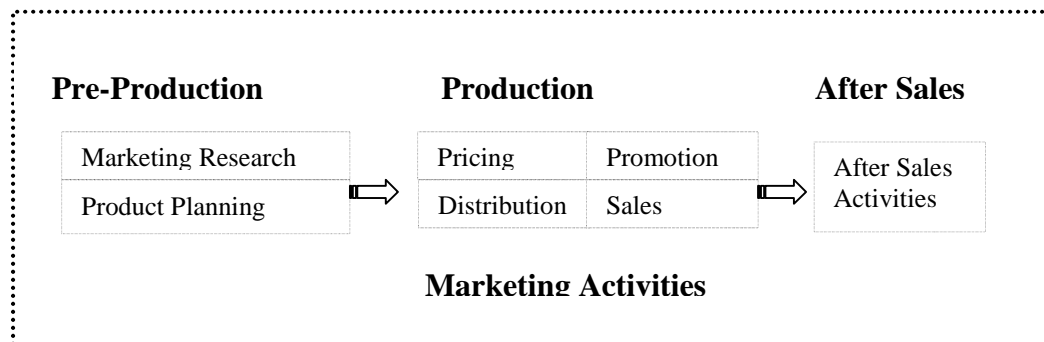 Pre-Production
Production
After Sales
Marketing Research
Product Planning
Pricing
Promotion
Distribution
Sales
After Sales
Activities
Marketing Activities